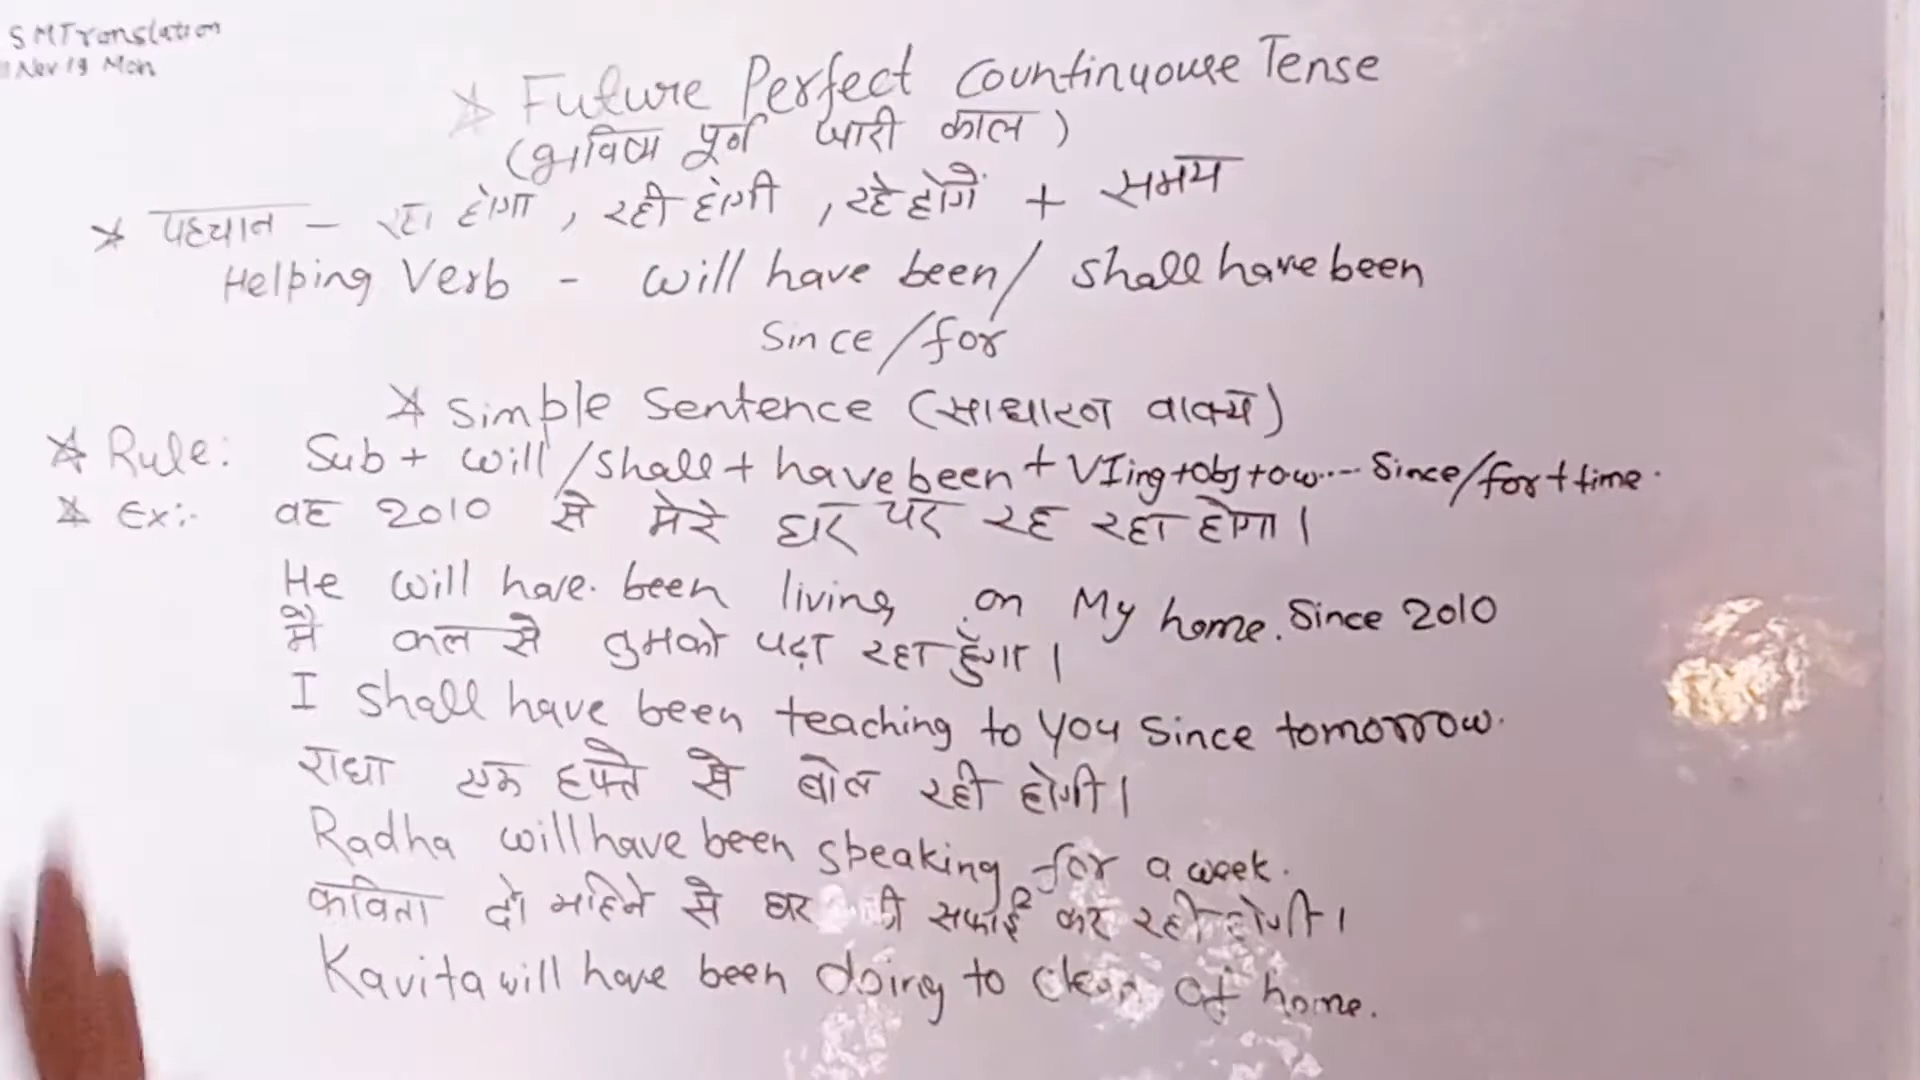 SMTranslation
Nov 19 Mon
☆ Future Perfect Countinuouse Tense
(भविष्य पूर्ण जारी काल)
☆ पहचान - रहा होगा, रही होगी, रहे होगें + समय
Helping Verb - will have been/ shall have been
Since/for
☆ Simple Sentence (साधारण वाक्य)
☆ Rule: Sub + will/shall + have been + VIing+obj+ow.... Since/for+time.
☆ Ex:- वह 2010 से मेरे घर पर रह रहा होगा।
He will have been living on My home. Since 2010
मै कल से तुमको पढ़ा रहा हुँगा।
I shall have been teaching to you Since tomorrow.
राधा एक हफ्ते से बोल रही होगी।
Radha will have been speaking for a week.
कविता दो महिने से घर की सफाई कर रही होगी।
Kavita will have been doing to clean of home.